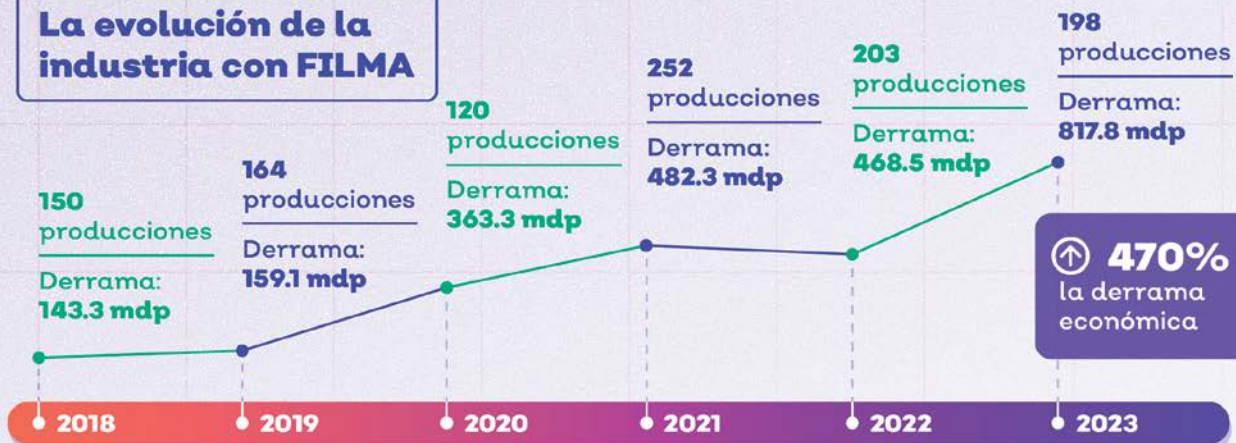 La evolución de la
industria con FILMA
150
producciones
Derrama:
143.3 mdp
164
producciones
Derrama:
159.1 mdp
120
producciones
Derrama:
363.3 mdp
252
producciones
Derrama:
482.3 mdp
203
producciones
Derrama:
468.5 mdp
198
producciones
Derrama:
817.8 mdp
470%
la derrama
económica
2018
2019
2020
2021
2022
2023